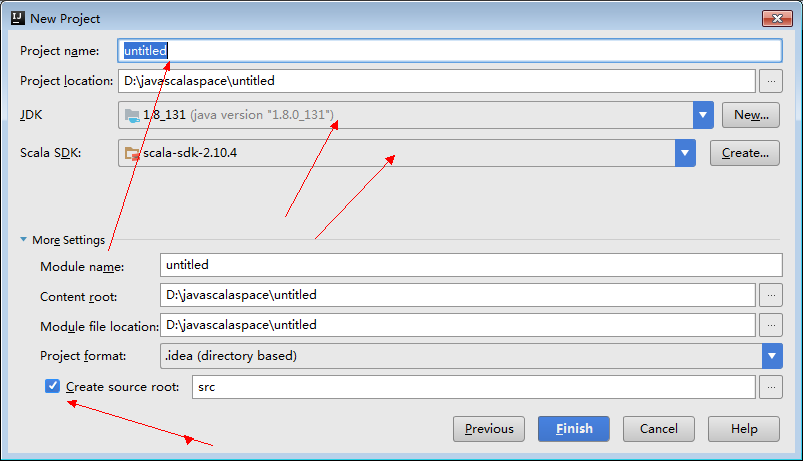 New Project
Project name: untitled
Project location: D:\javascalaspace\untitled ...
JDK 1.8_131 (java version "1.8.0_131") New...
Scala SDK: scala-sdk-2.10.4 Create...
More Settings
Module name: untitled
Content root: D:\javascalaspace\untitled ...
Module file location: D:\javascalaspace\untitled ...
Project format: .idea (directory based)
Create source root: src ...
Previous Finish Cancel Help